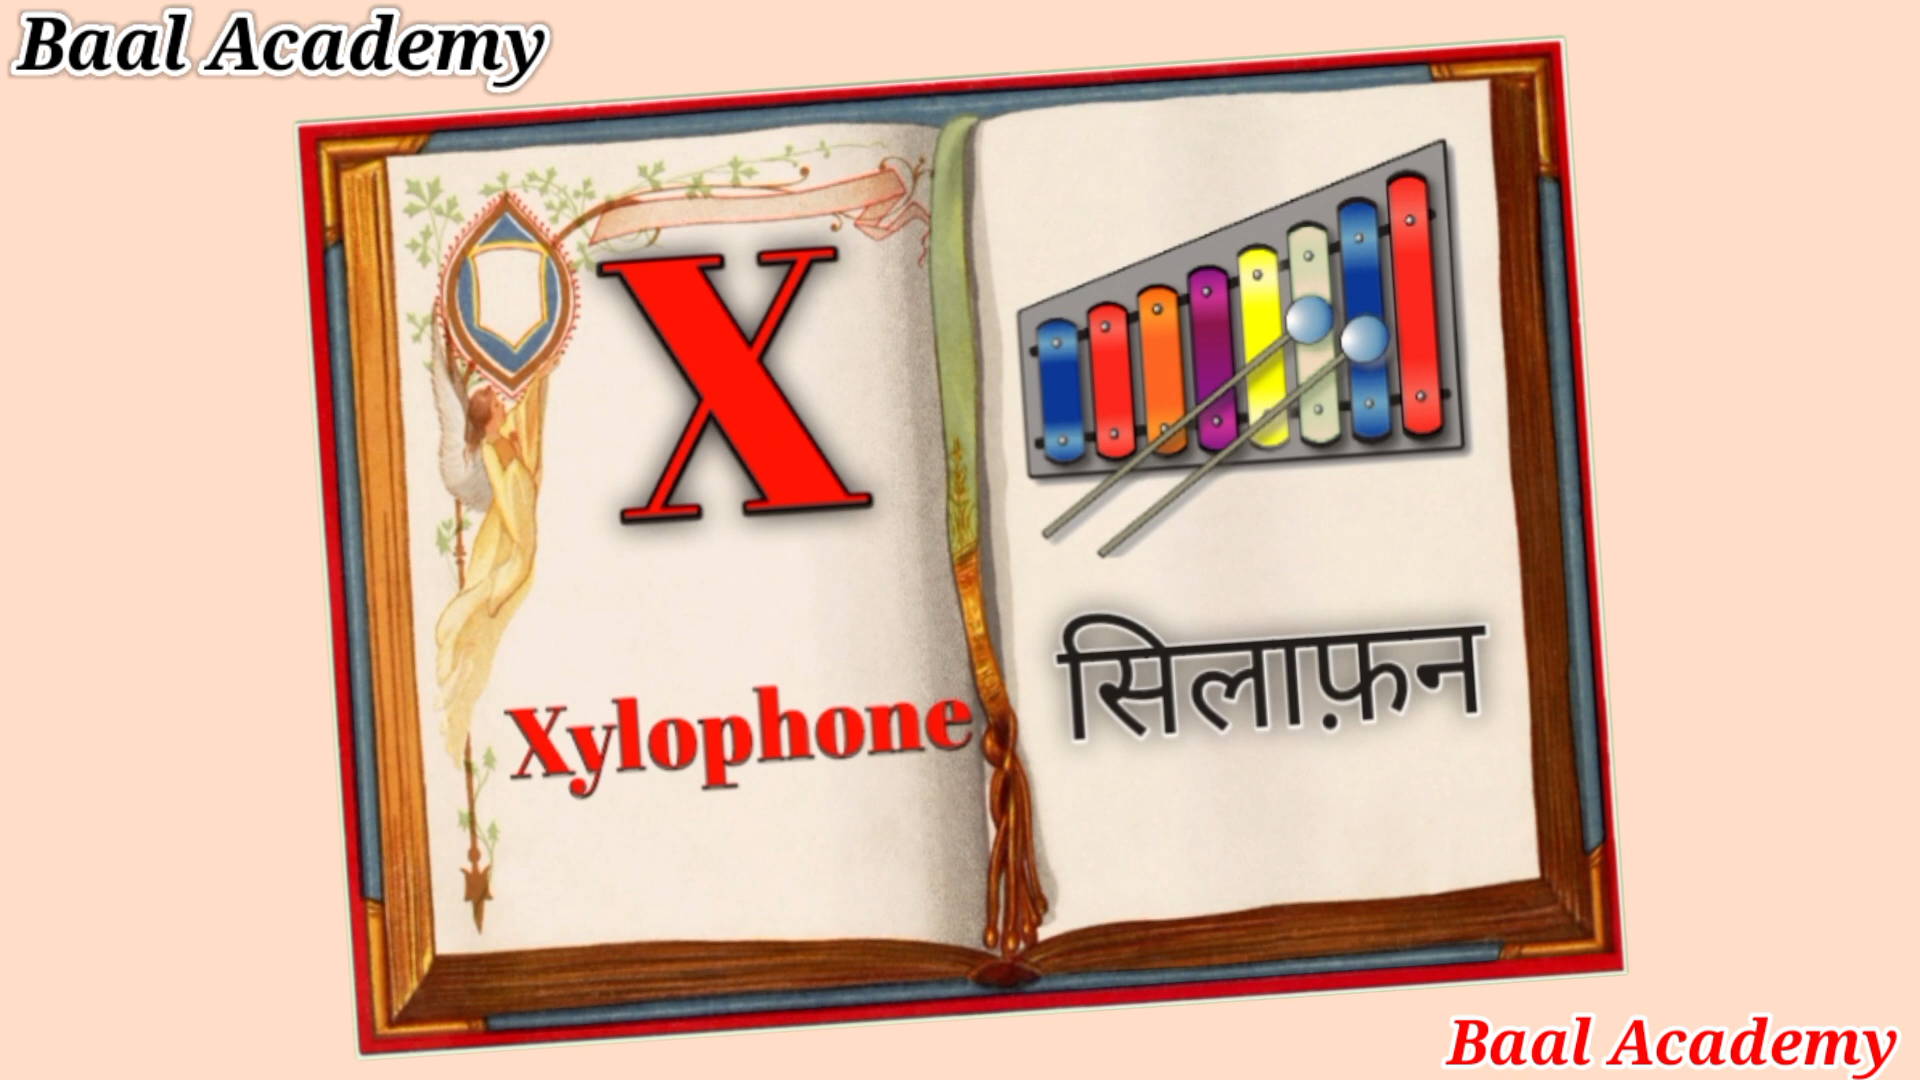 Baal Academy
X
Xylophone
सिलाफ़न
Baal Academy